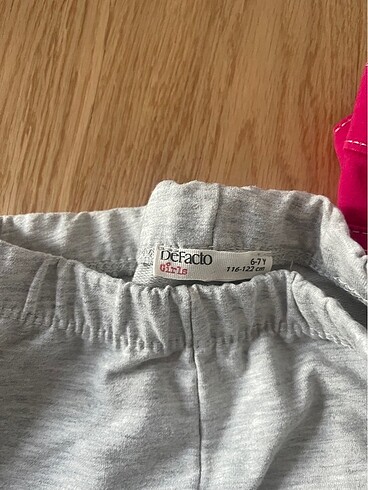 DeFacto
Girls
6-7 Y
116-122 cm